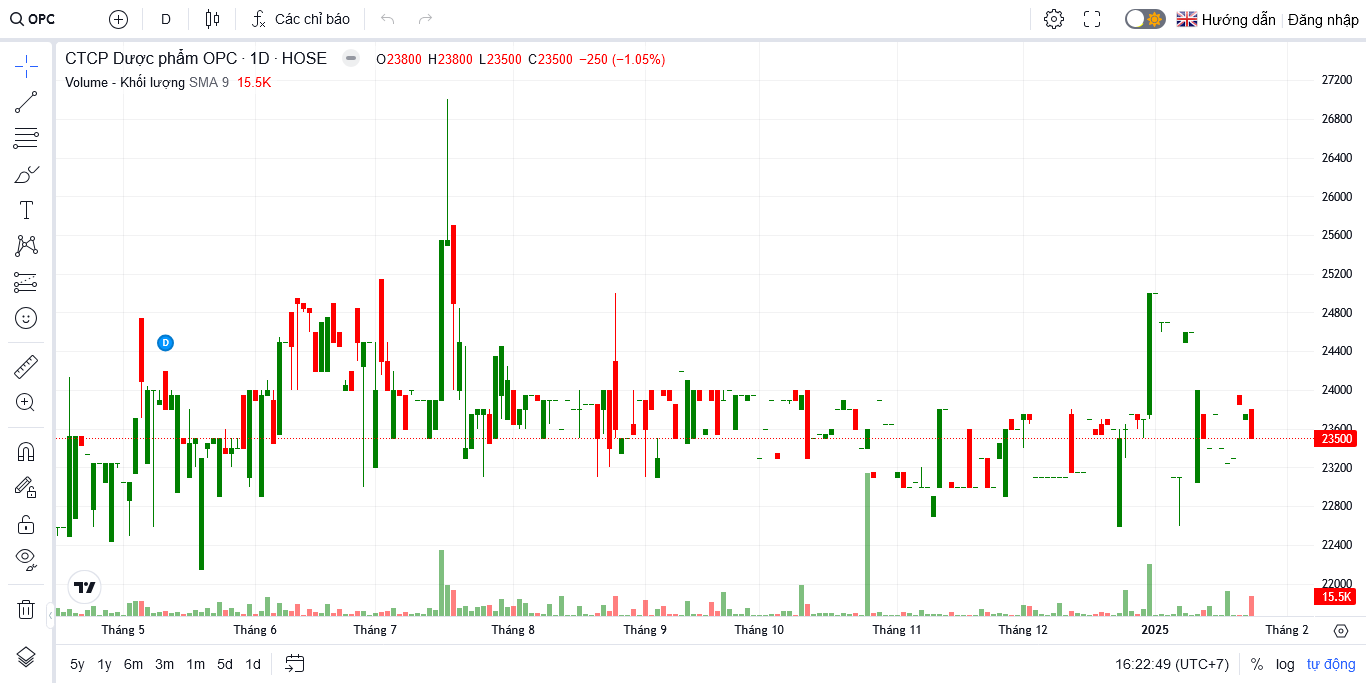 OPC D Các chỉ báo Hướng dẫn Đăng nhập
CTCP Dược phẩm OPC · 1D · HOSE O23800 H23800 L23500 C23500 −250 (−1.05%)
Volume - Khối lượng SMA 9 15.5K
D
27200
26800
26400
26000
25600
25200
24800
24400
24000
23600
23500
23200
22800
22400
22000
15.5K
Tháng 5 Tháng 6 Tháng 7 Tháng 8 Tháng 9 Tháng 10 Tháng 11 Tháng 12 2025 Tháng 2
5y 1y 6m 3m 1m 5d 1d 16:22:49 (UTC+7) % log tự động